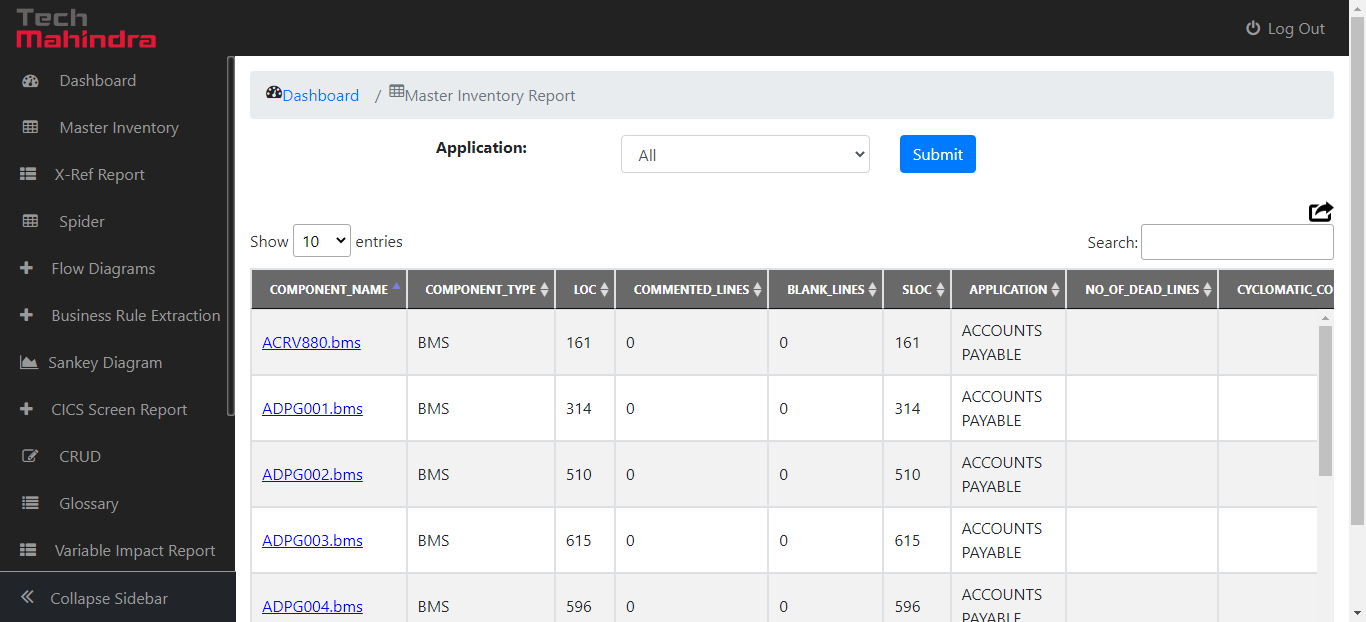 Tech
Mahindra
Log Out
Dashboard
Master Inventory
X-Ref Report
Spider
Flow Diagrams
Business Rule Extraction
Sankey Diagram
CICS Screen Report
CRUD
Glossary
Variable Impact Report
Collapse Sidebar
Dashboard / Master Inventory Report
Application: All Submit
Show 10 entries
Search:
COMPONENT_NAME COMPONENT_TYPE LOC COMMENTED_LINES BLANK_LINES SLOC APPLICATION NO_OF_DEAD_LINES CYCLOMATIC_CO
ACRV880.bms BMS 161 0 0 161 ACCOUNTS
PAYABLE
ADPG001.bms BMS 314 0 0 314 ACCOUNTS
PAYABLE
ADPG002.bms BMS 510 0 0 510 ACCOUNTS
PAYABLE
ADPG003.bms BMS 615 0 0 615 ACCOUNTS
PAYABLE
ADPG004.bms BMS 596 0 0 596 ACCOUNTS
PAYABLE